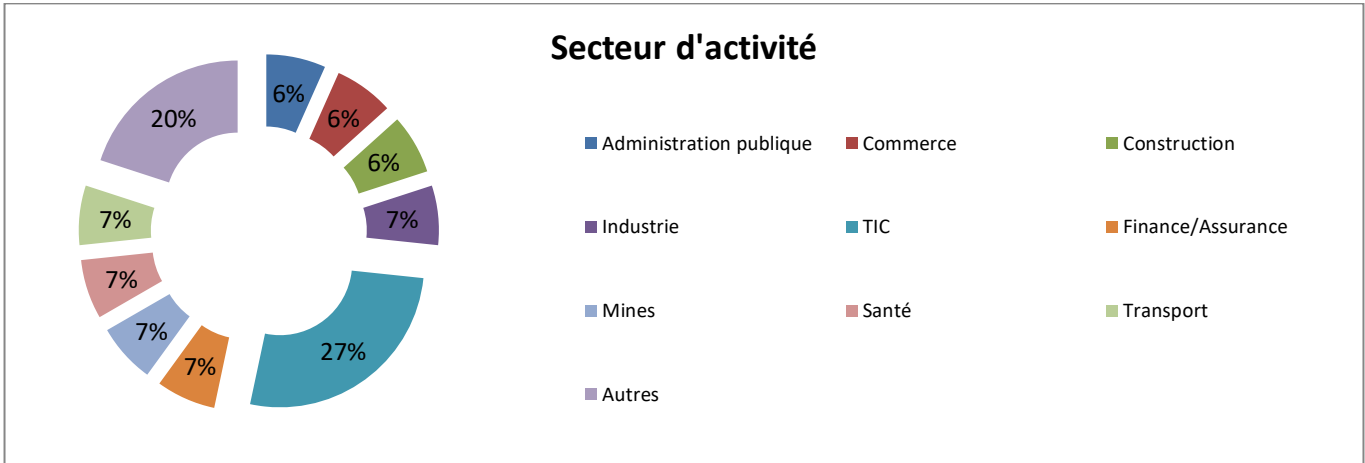 Secteur d'activité
6%
6%
6%
7%
27%
7%
7%
7%
7%
20%
Administration publique
Commerce
Construction
Industrie
TIC
Finance/Assurance
Mines
Santé
Transport
Autres